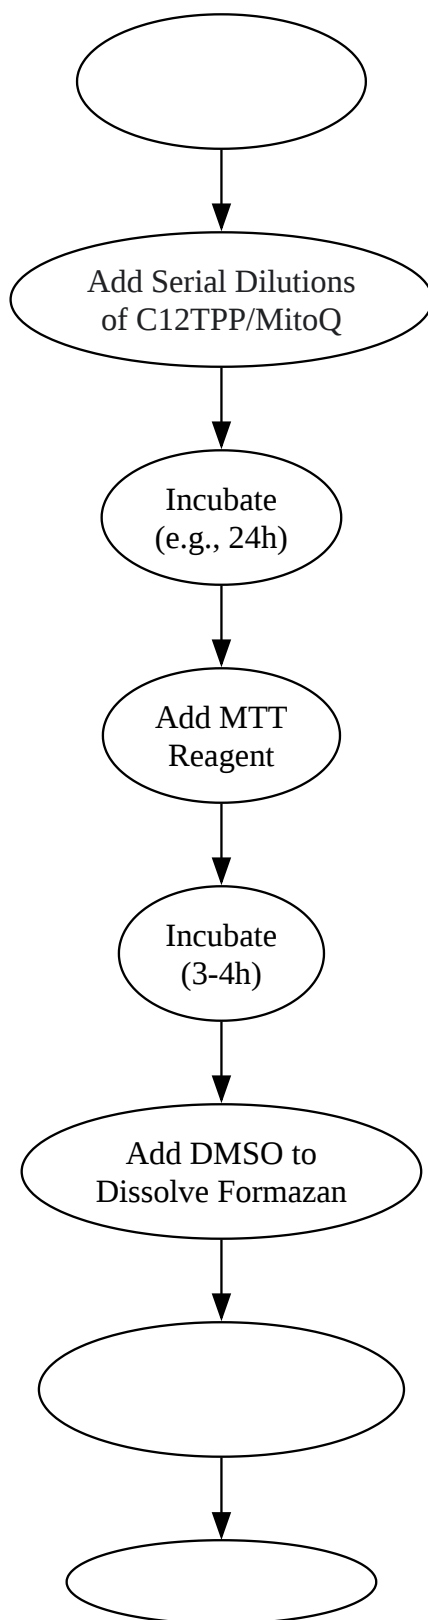 Add Serial Dilutions
of C12TPP/MitoQ
Incubate
(e.g., 24h)
Add MTT
Reagent
Incubate
(3-4h)
Add DMSO to
Dissolve Formazan